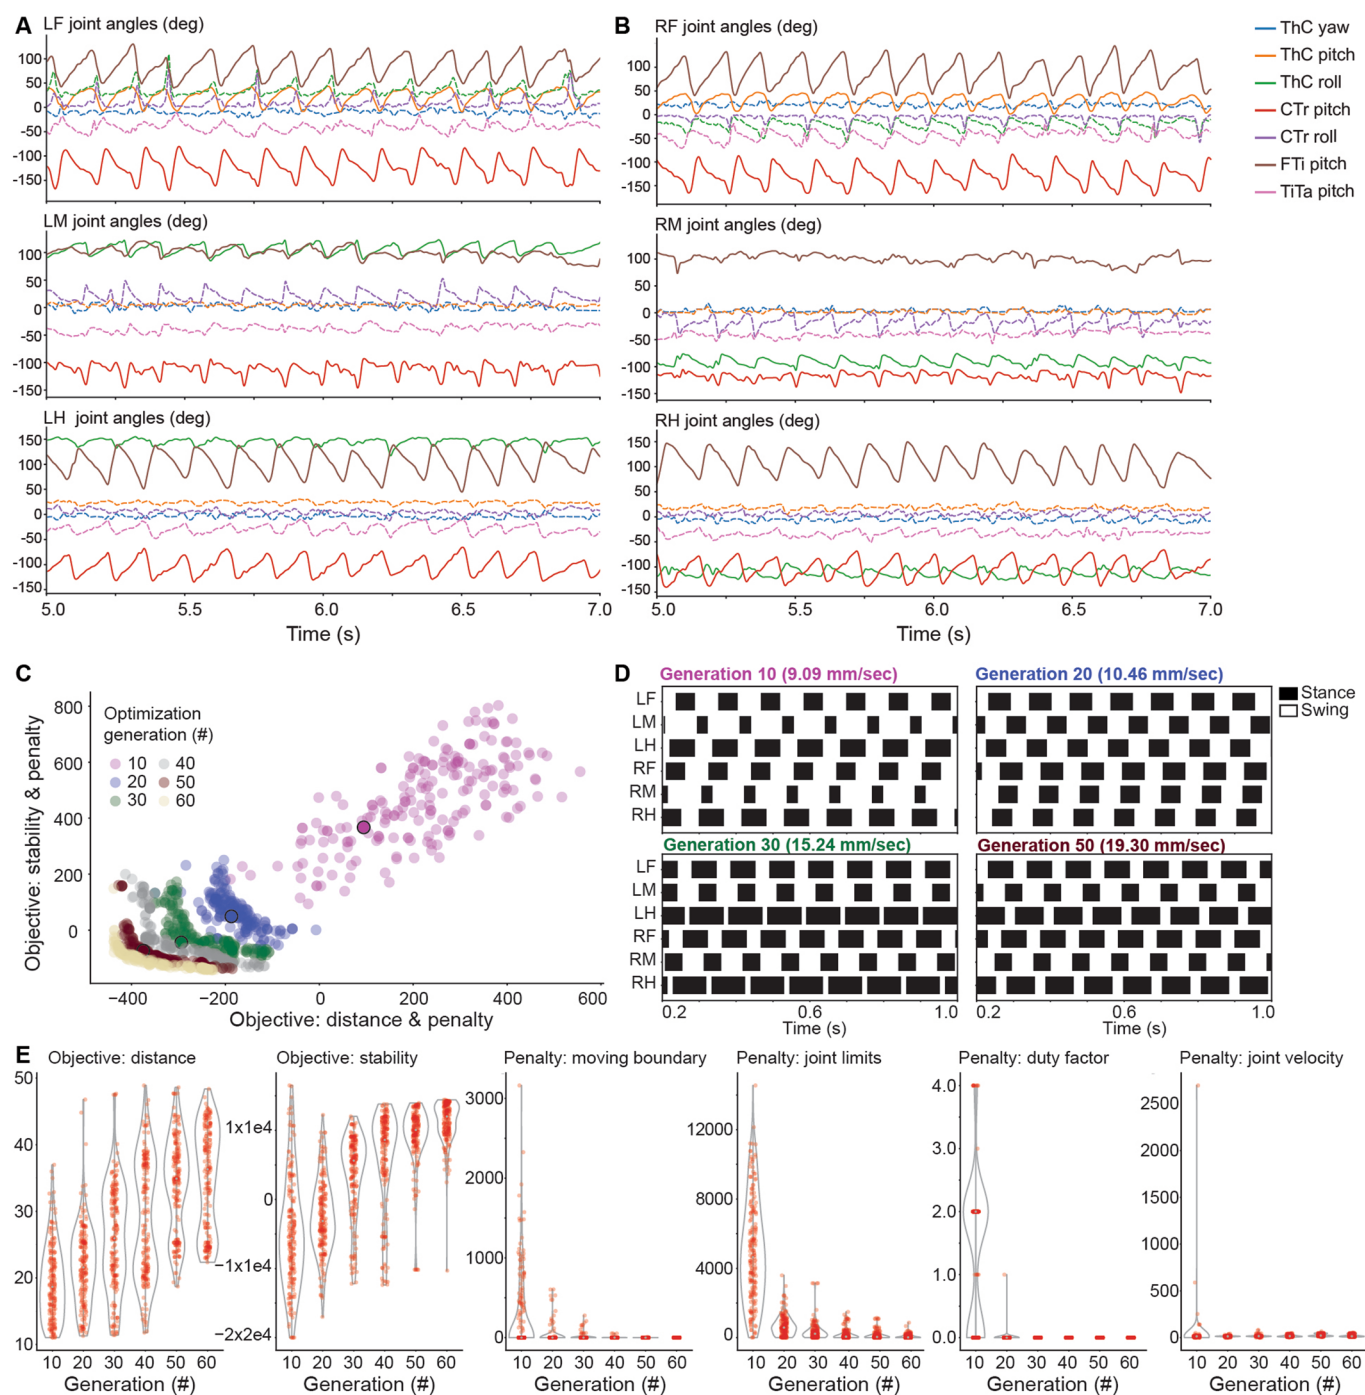 A
LF joint angles (deg)
100
50
0
-50
-100
-150
LM joint angles (deg)
100
50
0
-50
-100
-150
LH joint angles (deg)
150
100
50
0
-50
-100
-150
5.0 5.5 6.0 6.5 7.0
Time (s)
B
RF joint angles (deg)
100
50
0
-50
-100
-150
RM joint angles (deg)
100
50
0
-50
-100
-150
RH joint angles (deg)
150
100
50
0
-50
-100
-150
5.0 5.5 6.0 6.5 7.0
Time (s)
ThC yaw
ThC pitch
ThC roll
CTr pitch
CTr roll
FTi pitch
TiTa pitch
C
Objective: stability & penalty
800
600
400
200
0
Optimization
generation (#)
10 40
20 50
30 60
−400 −200 0 200 400 600
Objective: distance & penalty
D
Generation 10 (9.09 mm/sec)
Generation 20 (10.46 mm/sec)
Stance
Swing
LF
LM
LH
RF
RM
RH
Generation 30 (15.24 mm/sec)
Generation 50 (19.30 mm/sec)
LF
LM
LH
RF
RM
RH
0.2 0.6 1.0
Time (s)
0.2 0.6 1.0
Time (s)
E
Objective: distance
50
40
30
20
10
10 20 30 40 50 60
Generation (#)
Objective: stability
1x1e4
0
−1x1e4
−2x2e4
10 20 30 40 50 60
Generation (#)
Penalty: moving boundary
3000
2000
1000
0
10 20 30 40 50 60
Generation (#)
Penalty: joint limits
12000
8000
4000
0
10 20 30 40 50 60
Generation (#)
Penalty: duty factor
4.0
3.0
2.0
1.0
0.0
10 20 30 40 50 60
Generation (#)
Penalty: joint velocity
2500
2000
1500
1000
500
0
10 20 30 40 50 60
Generation (#)